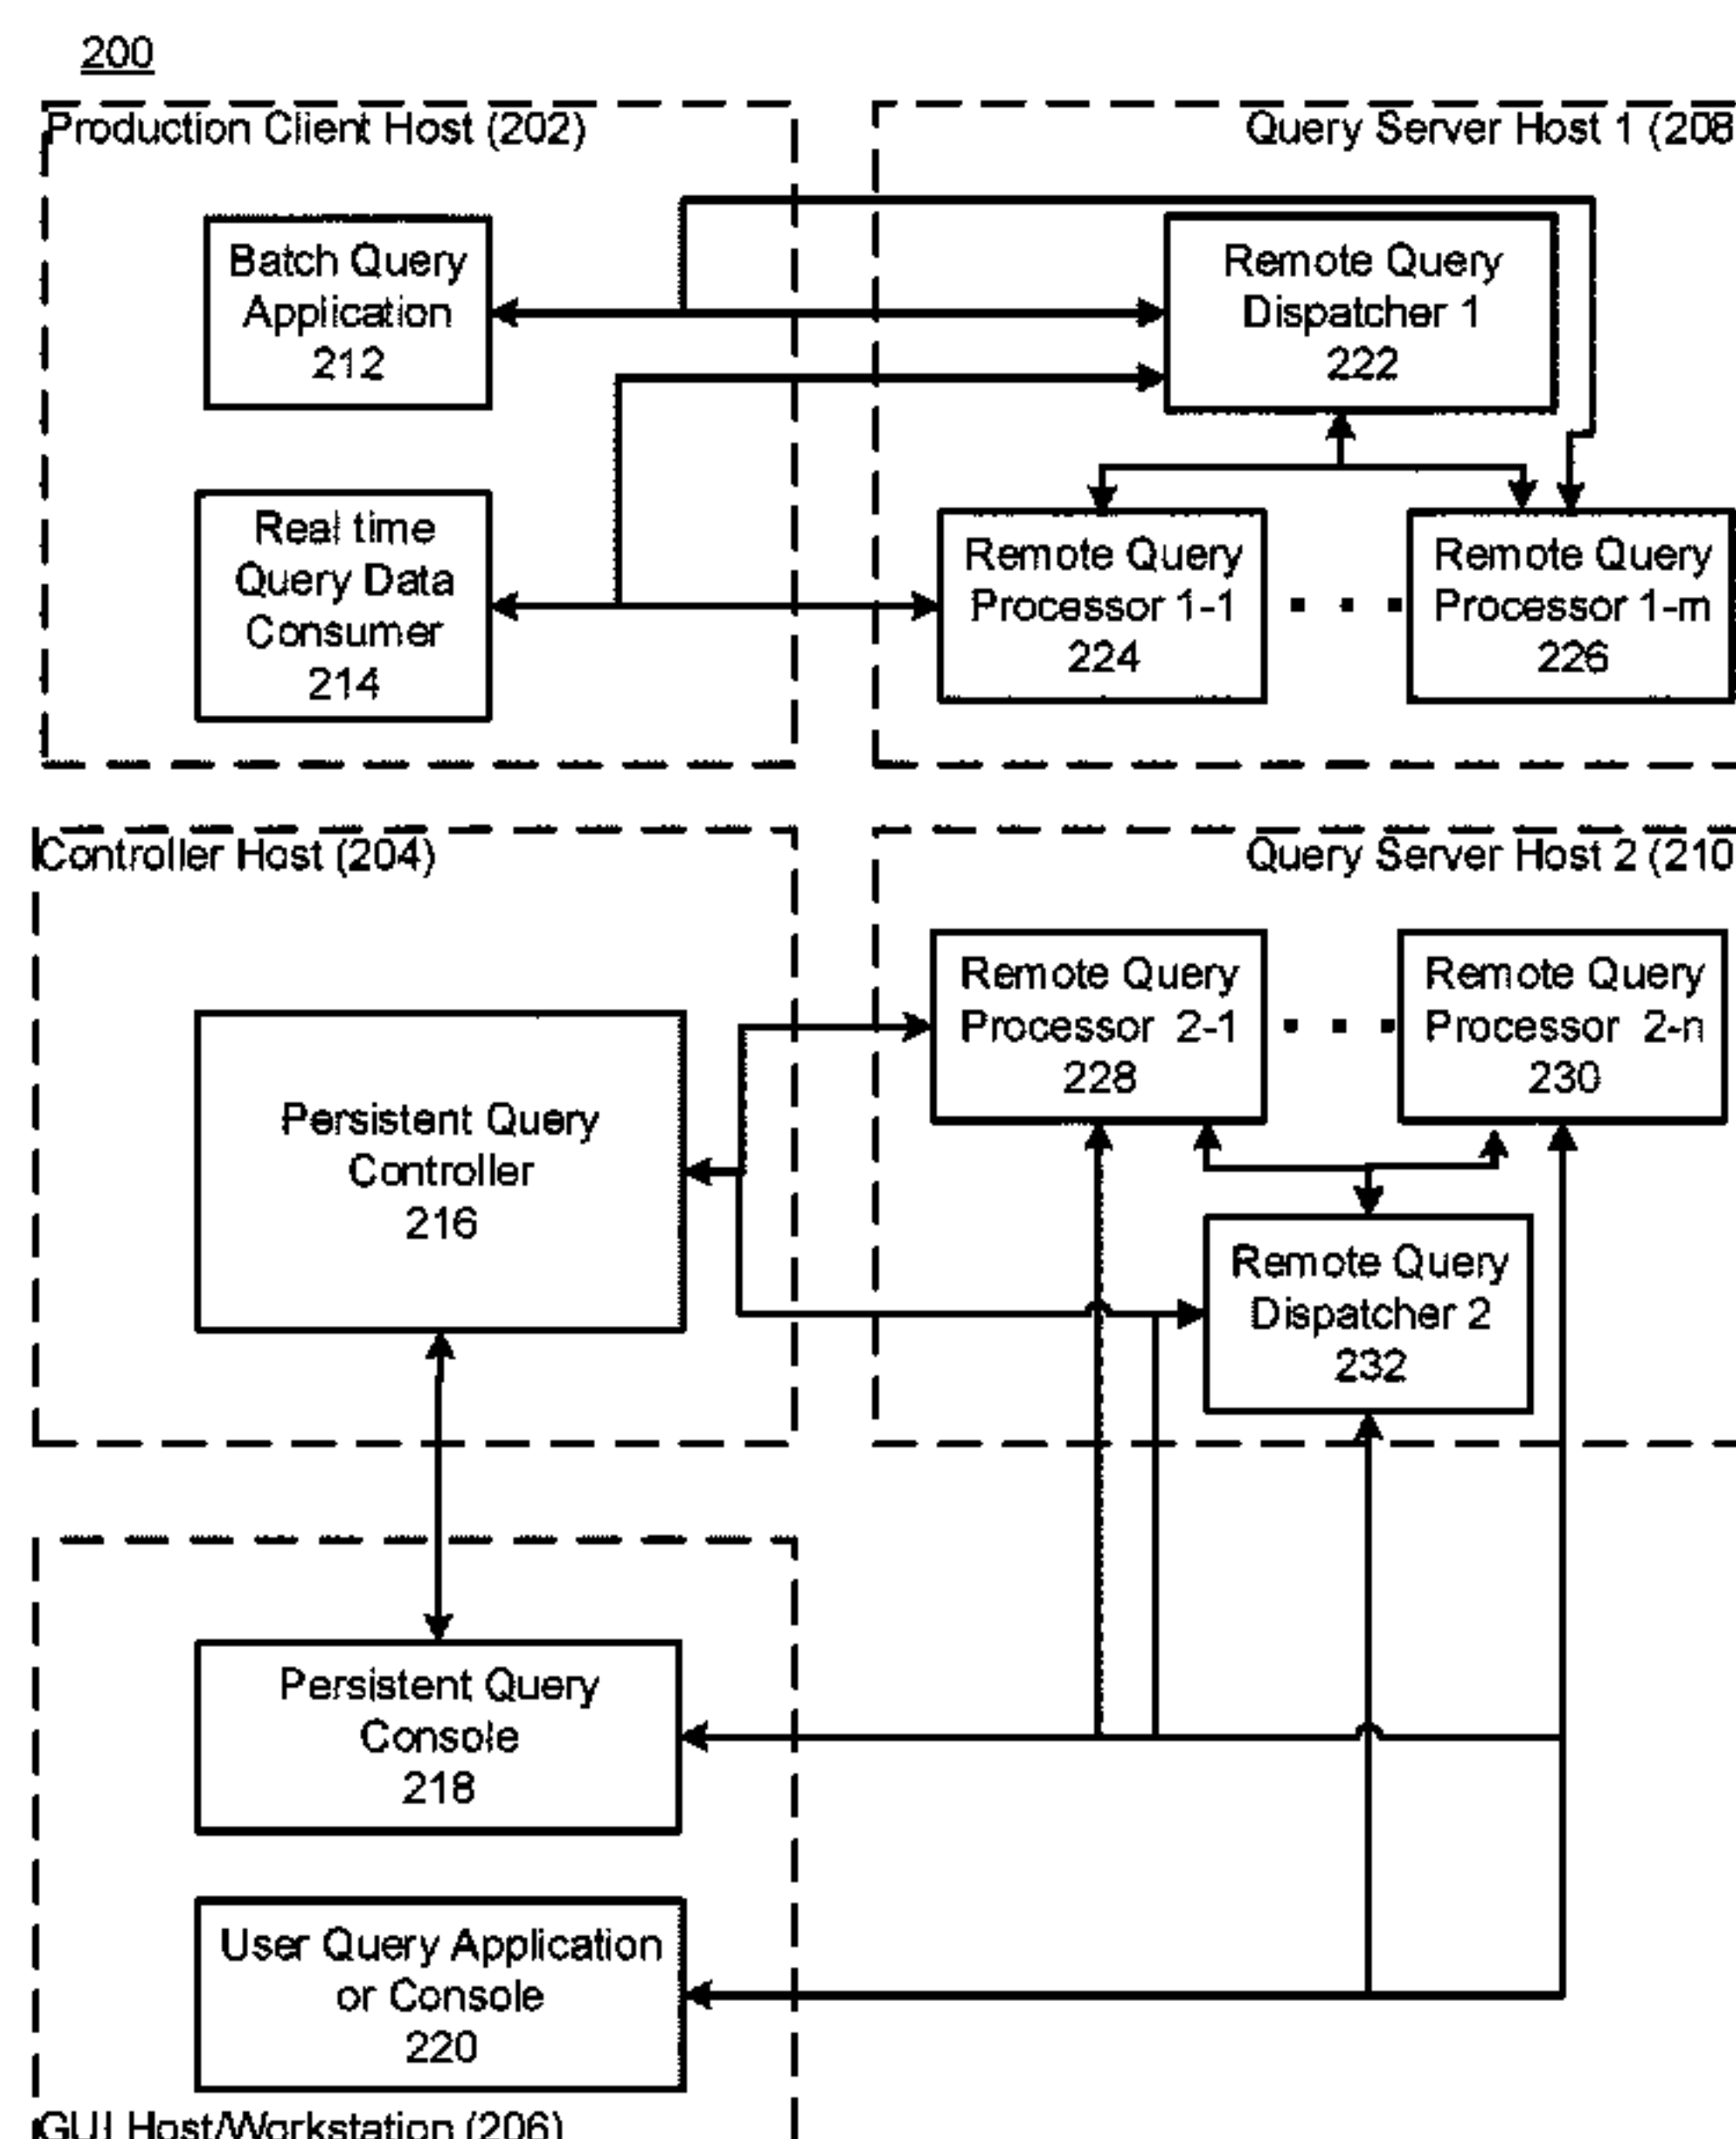 200
Production Client Host (202)
Query Server Host 1 (208
Batch Query
Application
212
Remote Query
Dispatcher 1
222
Real time
Query Data
Consumer
214
Remote Query
Processor 1-1
224
Remote Query
Processor 1-m
226
Controller Host (204)
Query Server Host 2 (210
Remote Query
Processor 2-1
228
Remote Query
Processor 2-n
230
Persistent Query
Controller
216
Remote Query
Dispatcher 2
232
Persistent Query
Console
218
User Query Application
or Console
220
GUI Host/Workstation (206)